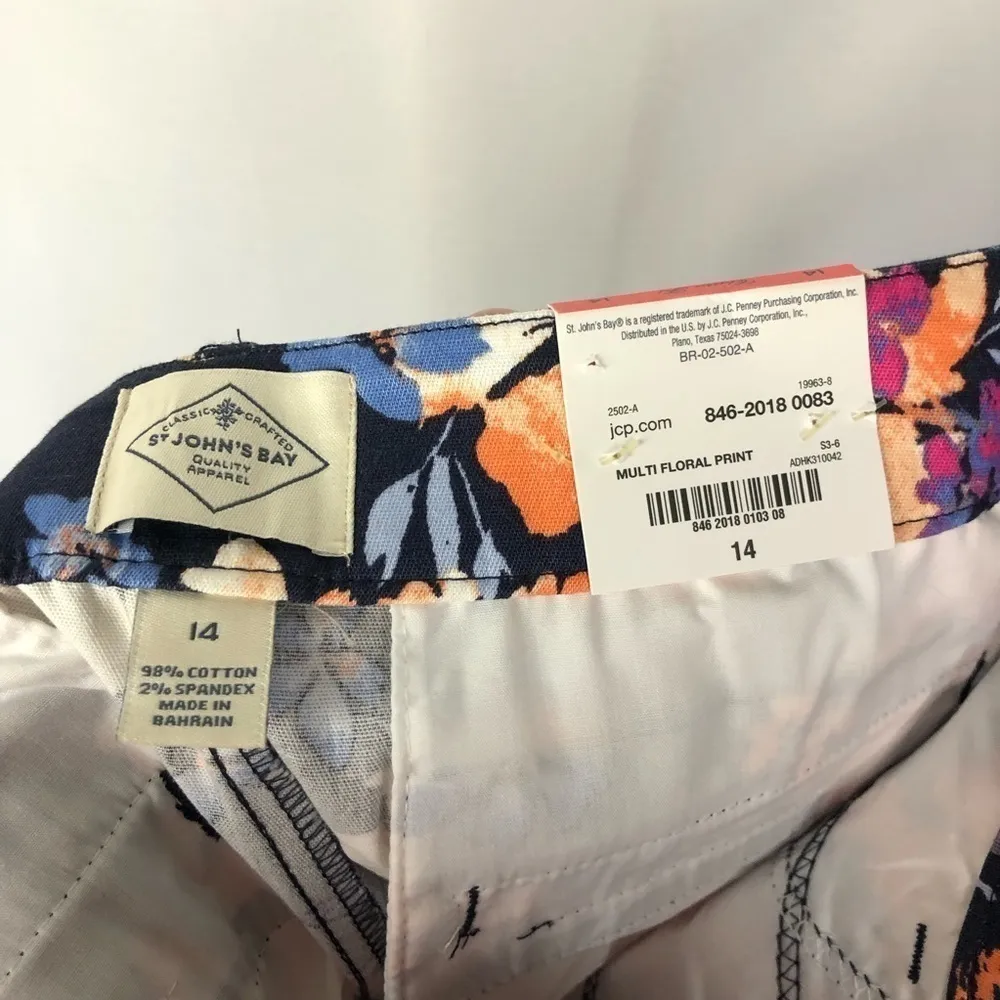 CLASSIC CRAFTED
ST JOHN'S BAY
QUALITY
APPAREL
14
98% COTTON
2% SPANDEX
MADE IN
BAHRAIN
14
St. John's Bay® is a registered trademark of J.C. Penney Purchasing Corporation, Inc.
Distributed in the U.S. by J.C. Penney Corporation, Inc.,
Plano, Texas 75024-3698
BR-02-502-A
2502-A 19963-8
jcp.com 846-2018 0083
S3-6
MULTI FLORAL PRINT ADHK310042
846 2018 0103 08
14